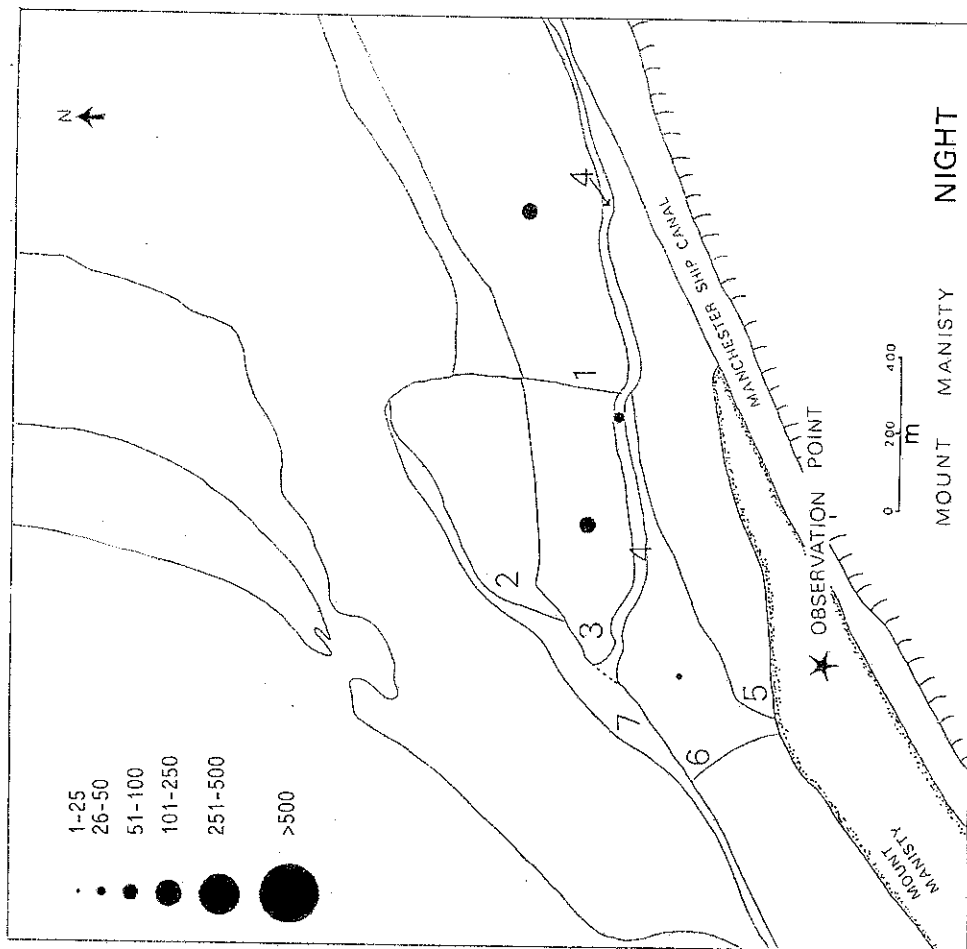 N
1-25
26-50
51-100
101-250
251-500
>500
1
2
3
4
4
5
6
7
MANCHESTER SHIP CANAL
OBSERVATION POINT
MOUNT
MANISTY
0 200 400
m
MOUNT MANISTY NIGHT